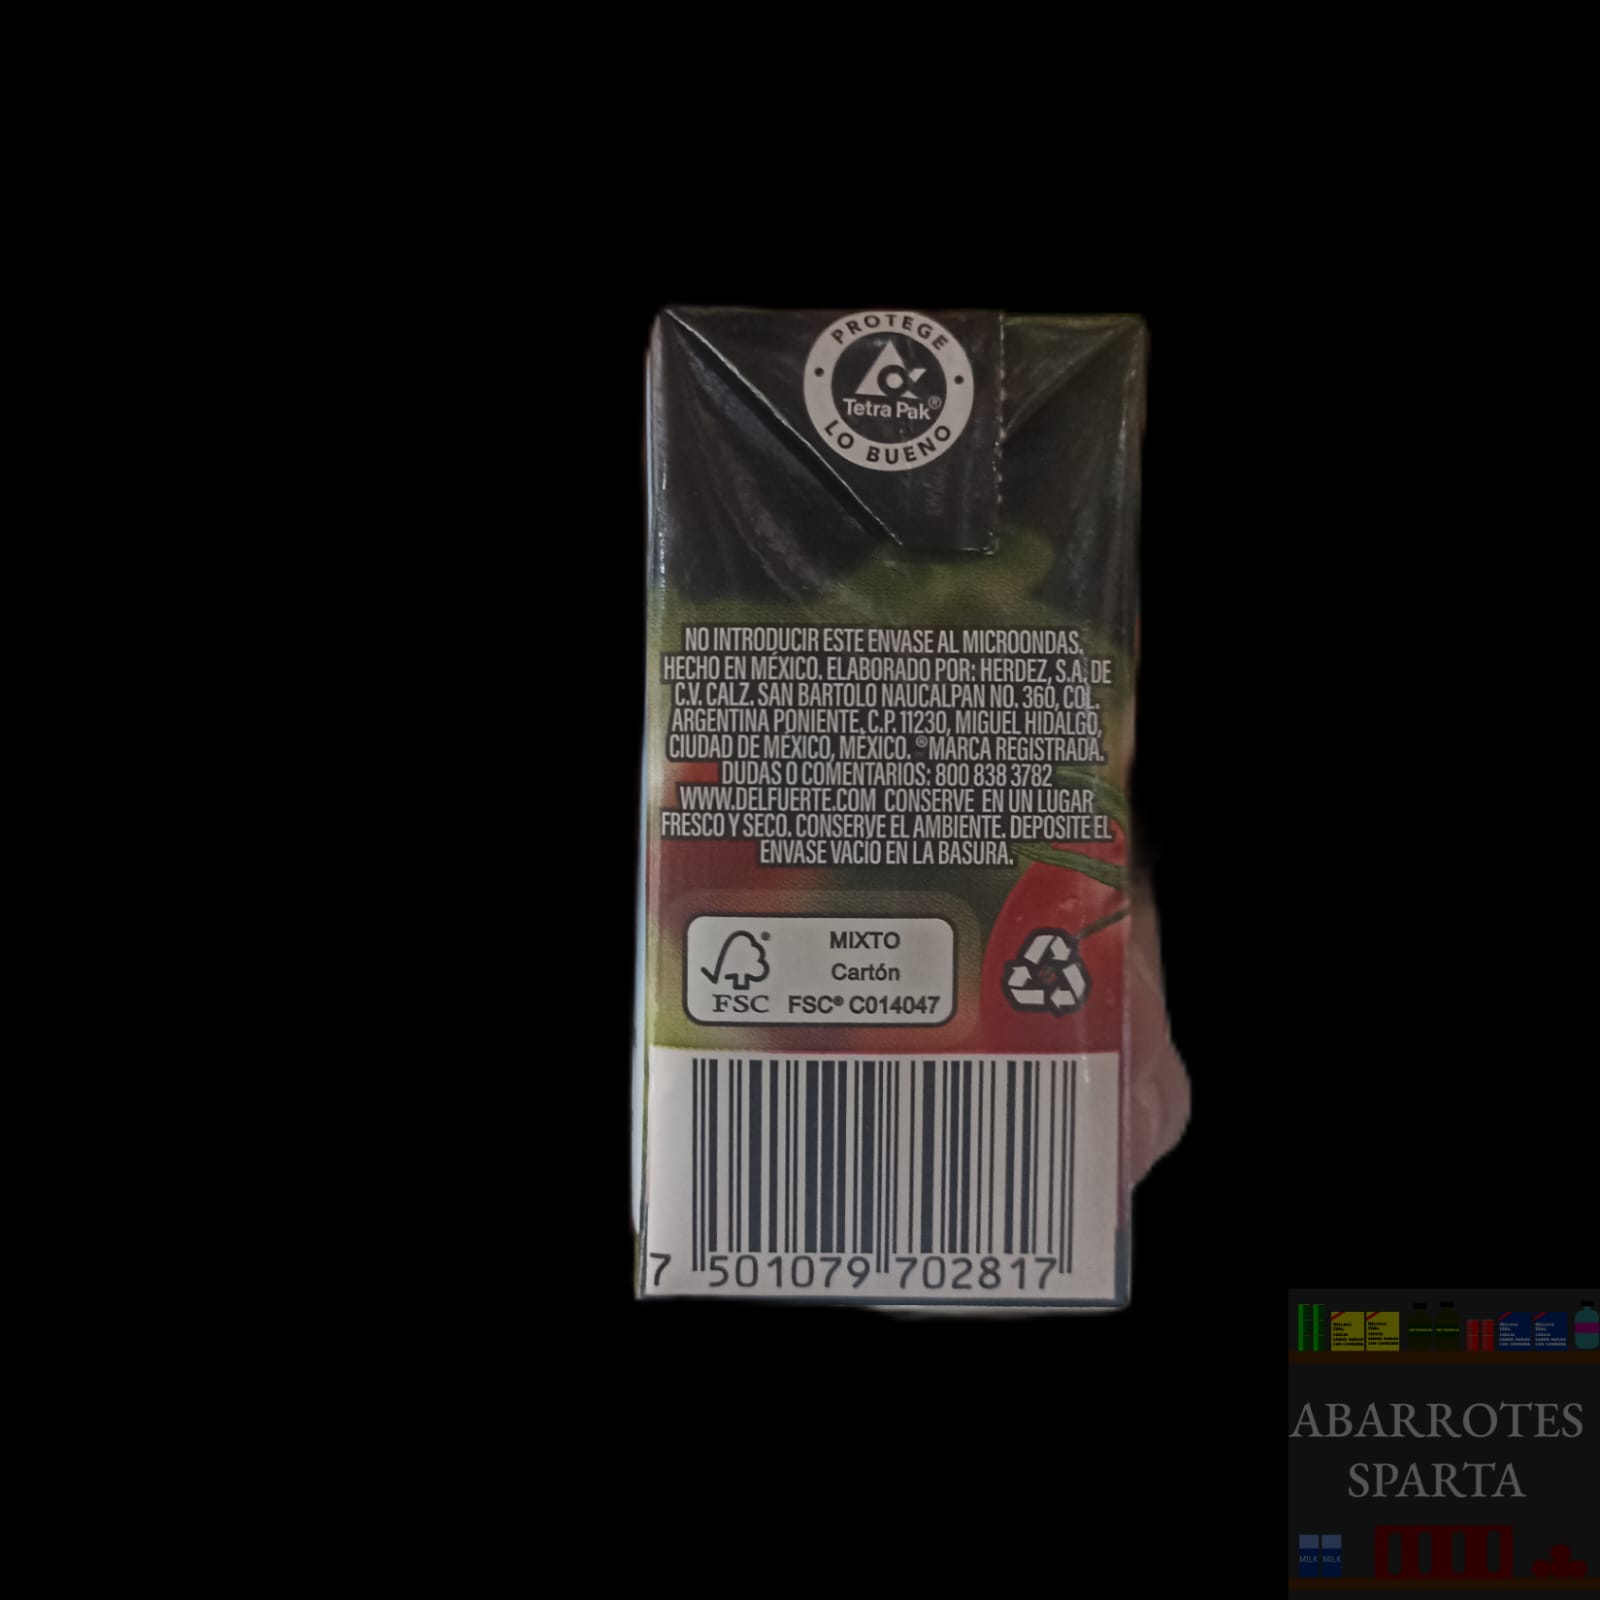 PROTEGE
Tetra Pak®
LO BUENO
NO INTRODUCIR ESTE ENVASE AL MICROONDAS.
HECHO EN MÉXICO. ELABORADO POR: HERDEZ, S.A. DE
C.V. CALZ. SAN BARTOLO NAUCALPAN NO. 360, COL.
ARGENTINA PONIENTE, C.P. 11230, MIGUEL HIDALGO,
CIUDAD DE MÉXICO, MÉXICO. ®MARCA REGISTRADA.
DUDAS O COMENTARIOS: 800 838 3782
WWW.DELFUERTE.COM CONSERVE EN UN LUGAR
FRESCO Y SECO. CONSERVE EL AMBIENTE. DEPOSITE EL
ENVASE VACÍO EN LA BASURA.
MIXTO
Cartón
FSC FSC® C014047
7 501079 702817
ABARROTES
SPARTA
MILK MILK